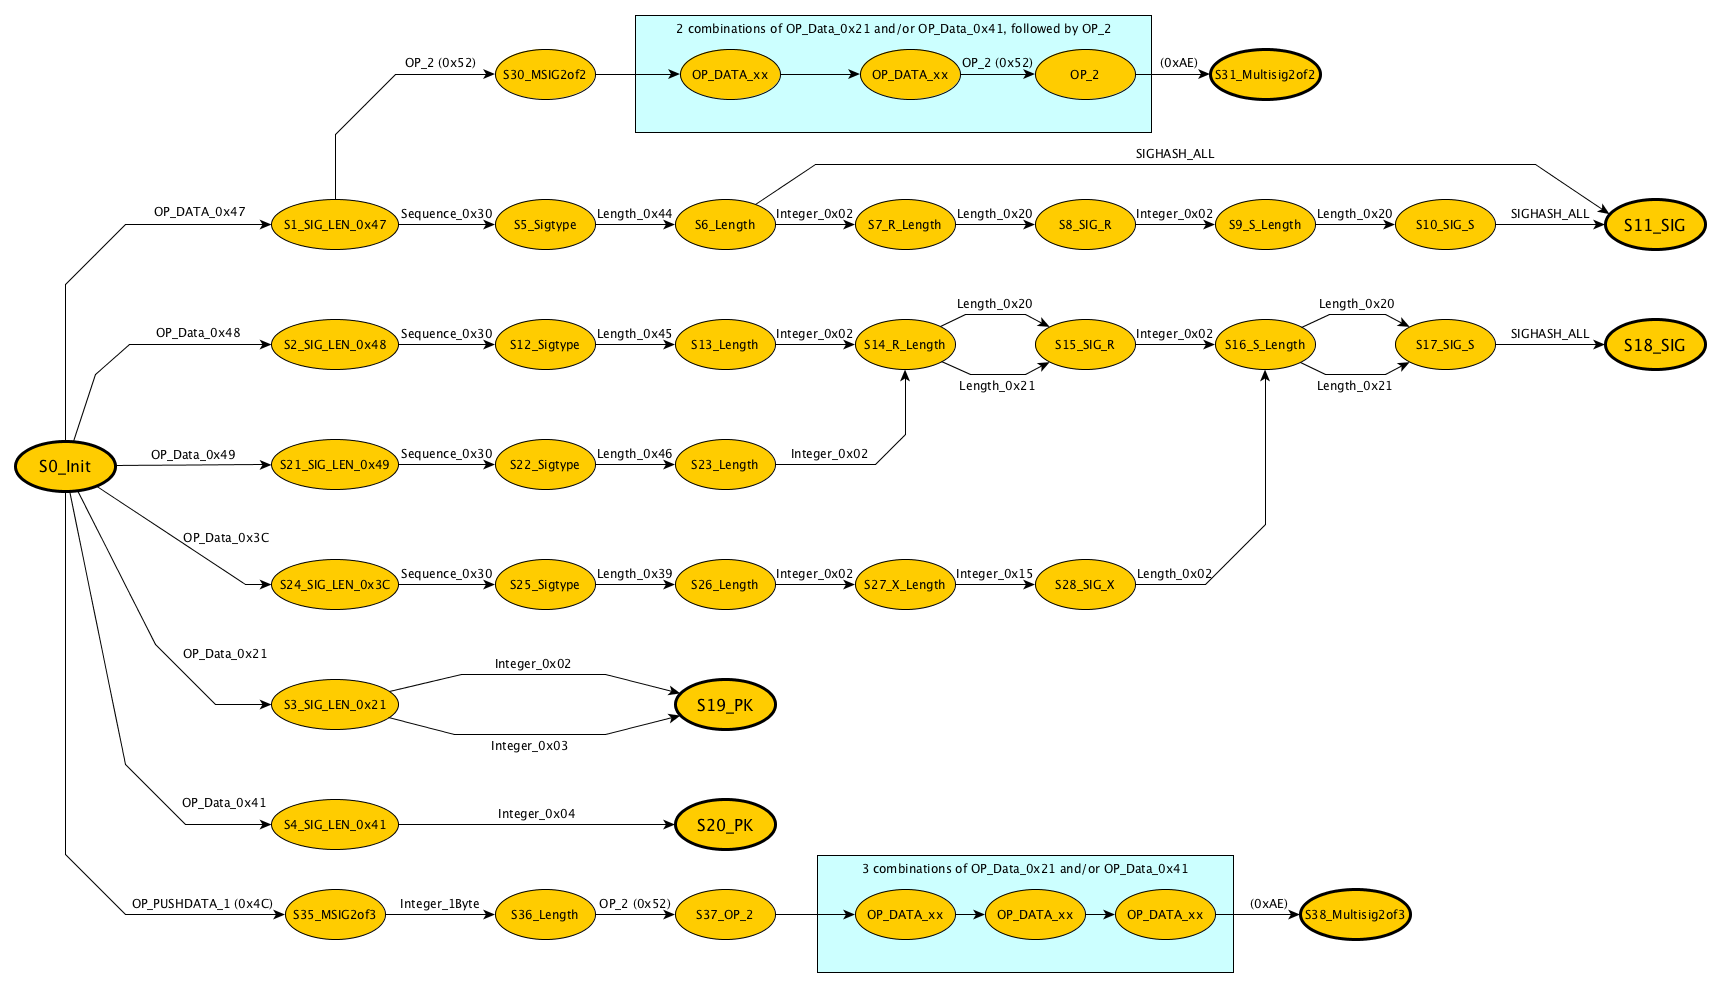 2 combinations of OP_Data_0x21 and/or OP_Data_0x41, followed by OP_2
OP_2 (0x52)
S30_MSIG2of2
OP_DATA_xx
OP_DATA_xx
OP_2 (0x52)
OP_2
(0xAE)
S31_Multisig2of2
SIGHASH_ALL
OP_DATA_0x47
S1_SIG_LEN_0x47
Sequence_0x30
S5_Sigtype
Length_0x44
S6_Length
Integer_0x02
S7_R_Length
Length_0x20
S8_SIG_R
Integer_0x02
S9_S_Length
Length_0x20
S10_SIG_S
SIGHASH_ALL
S11_SIG
OP_Data_0x48
S2_SIG_LEN_0x48
Sequence_0x30
S12_Sigtype
Length_0x45
S13_Length
Integer_0x02
S14_R_Length
Length_0x20
Length_0x21
S15_SIG_R
Integer_0x02
S16_S_Length
Length_0x20
Length_0x21
S17_SIG_S
SIGHASH_ALL
S18_SIG
S0_Init
OP_Data_0x49
S21_SIG_LEN_0x49
Sequence_0x30
S22_Sigtype
Length_0x46
S23_Length
Integer_0x02
OP_Data_0x3C
S24_SIG_LEN_0x3C
Sequence_0x30
S25_Sigtype
Length_0x39
S26_Length
Integer_0x02
S27_X_Length
Integer_0x15
S28_SIG_X
Length_0x02
OP_Data_0x21
S3_SIG_LEN_0x21
Integer_0x02
Integer_0x03
S19_PK
OP_Data_0x41
S4_SIG_LEN_0x41
Integer_0x04
S20_PK
3 combinations of OP_Data_0x21 and/or OP_Data_0x41
OP_PUSHDATA_1 (0x4C)
S35_MSIG2of3
Integer_1Byte
S36_Length
OP_2 (0x52)
S37_OP_2
OP_DATA_xx
OP_DATA_xx
OP_DATA_xx
(0xAE)
S38_Multisig2of3